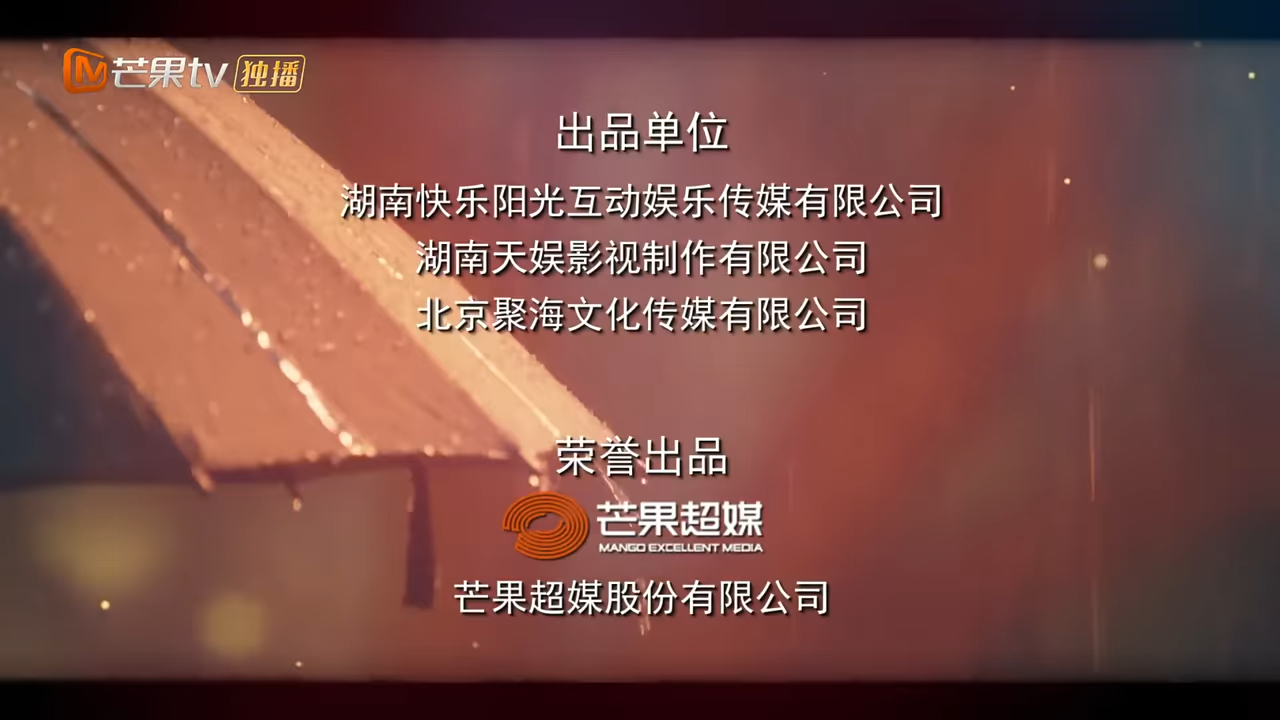 芒果tv 独播
出品单位
湖南快乐阳光互动娱乐传媒有限公司
湖南天娱影视制作有限公司
北京聚海文化传媒有限公司
荣誉出品
芒果超媒
MANGO EXCELLENT MEDIA
芒果超媒股份有限公司